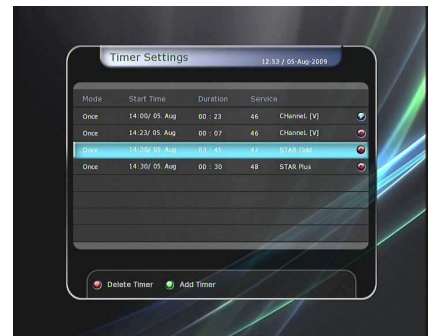 Timer Settings 12:53 / 05-Aug-2009
Mode Start Time Duration Service
Once 14:00/ 05. Aug 00 : 23 46 CHanneL [V]
Once 14:23/ 05. Aug 00 : 07 46 CHanneL [V]
Once 14:30/ 05. Aug 47 STAR Gold
Once 14:30/ 05. Aug 00 : 30 48 STAR Plus
Delete Timer Add Timer